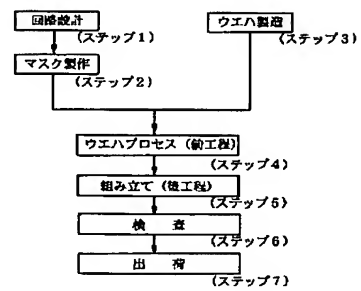 回路設計
(ステップ1)
ウエハ製造
(ステップ3)
マスク製作
(ステップ2)
ウエハプロセス(前工程)
(ステップ4)
組み立て(後工程)
(ステップ5)
検 査
(ステップ6)
出 荷
(ステップ7)